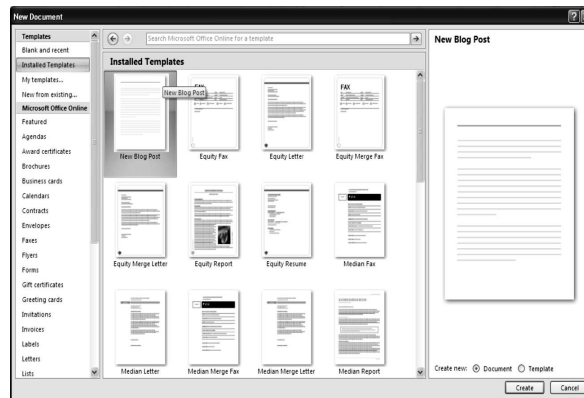 New Document
Templates
Blank and recent
Installed Templates
My templates...
New from existing...
Microsoft Office Online
Featured
Agendas
Award certificates
Brochures
Business cards
Calendars
Contracts
Envelopes
Faxes
Flyers
Forms
Gift certificates
Greeting cards
Invitations
Invoices
Labels
Letters
Lists
Search Microsoft Office Online for a template
Installed Templates
FAX
FAX
New Blog Post
New Blog Post
Equity Fax
Equity Letter
Equity Merge Fax
Equity Merge Letter
Equity Report
Equity Resume
Median Fax
Median Letter
Median Merge Fax
Median Merge Letter
Median Report
New Blog Post
Create new:
Document
Template
Create
Cancel